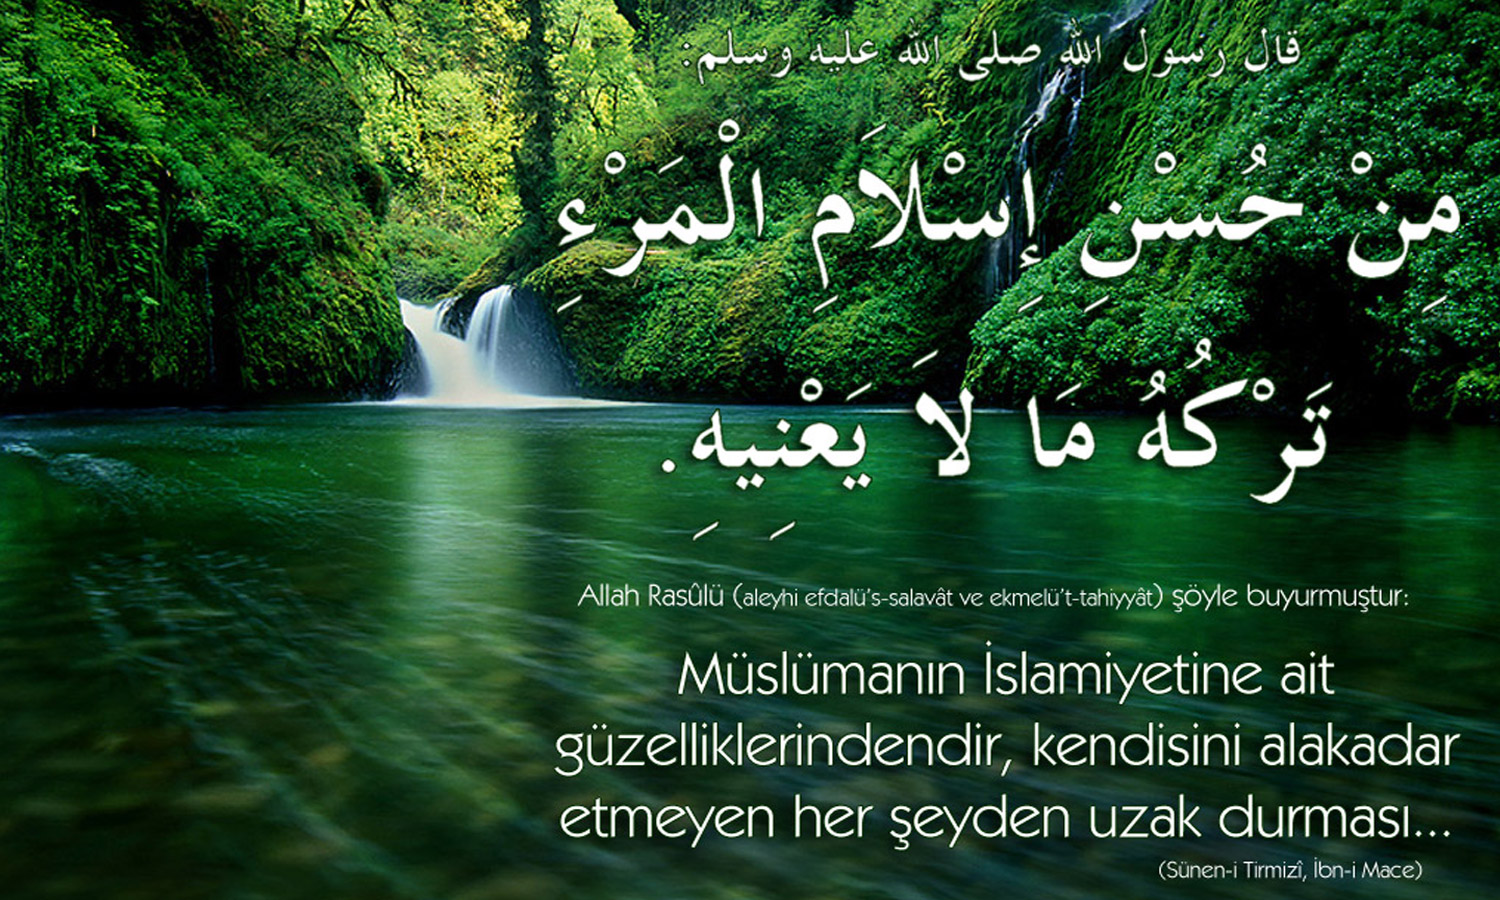 قال رسول الله صلى الله عليه وسلم:
مِنْ حُسْنِ إِسْلَامِ الْمَرْءِ
تَرْكُهُ مَا لَا يَعْنِيهِ.
Allah Rasûlü (aleyhi efdalü's-salavât ve ekmelü't-tahiyyât) şöyle buyurmuştur:
Müslümanın İslamiyetine ait
güzelliklerindendir, kendisini alakadar
etmeyen her şeyden uzak durması...
(Sünen-i Tirmizî, İbn-i Mace)